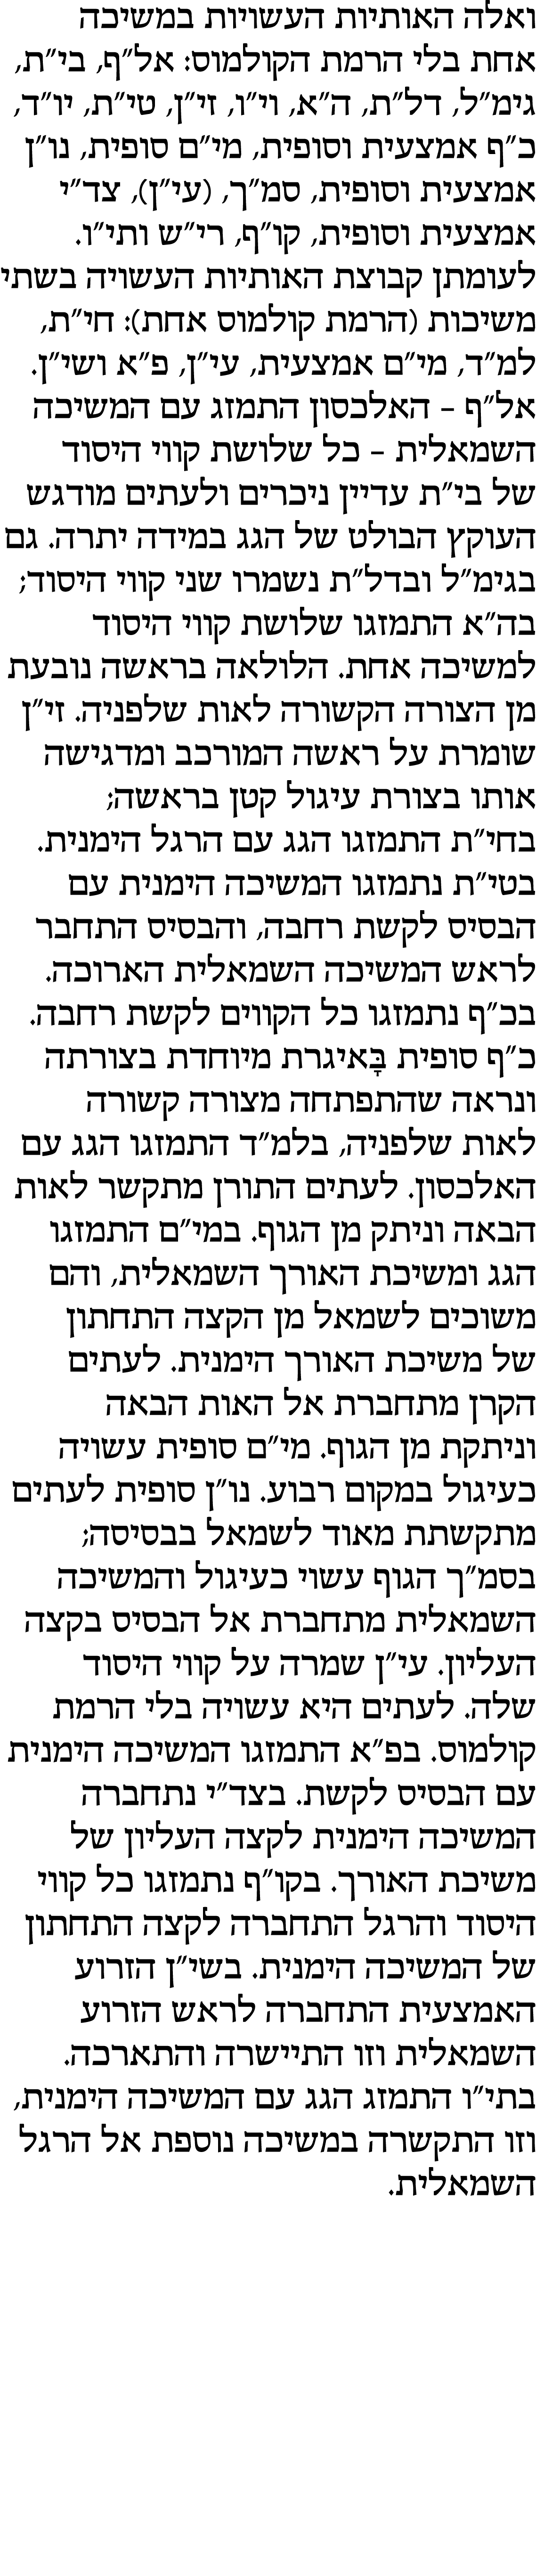 ואלה האותיות העשויות במשיכה
אחת בלי הרמת הקולמוס: אל"ף, בי"ת,
גימ"ל, דל"ת, ה"א, וי"ו, זי"ן, טי"ת, יו"ד,
כ"ף אמצעית וסופית, מי"ם סופית, נו"ן
אמצעית וסופית, סמ"ך, (עי"ן), צד"י
אמצעית וסופית, קו"ף, רי"ש ותי"ו.
לעומתן קבוצת האותיות העשויה בשתי
משיכות (הרמת קולמוס אחת): חי"ת,
למ"ד, מי"ם אמצעית, עי"ן, פ"א ושי"ן.
אל"ף – האלכסון התמזג עם המשיכה
השמאלית – כל שלושת קווי היסוד
של בי"ת עדיין ניכרים ולעתים מודגש
העוקץ הבולט של הגג במידה יתרה. גם
בגימ"ל ובדל"ת נשמרו שני קווי היסוד;
בה"א התמזגו שלושת קווי היסוד
למשיכה אחת. הלולאה בראשה נובעת
מן הצורה הקשורה לאות שלפניה. זי"ן
שומרת על ראשה המורכב ומדגישה
אותו בצורת עיגול קטן בראשה;
בחי"ת התמזגו הגג עם הרגל הימנית.
בטי"ת נתמזגו המשיכה הימנית עם
הבסיס לקשת רחבה, והבסיס התחבר
לראש המשיכה השמאלית הארוכה.
בכ"ף נתמזגו כל הקווים לקשת רחבה.
כ"ף סופית בָּאיגרת מיוחדת בצורתה
ונראה שהתפתחה מצורה קשורה
לאות שלפניה, בלמ"ד התמזגו הגג עם
האלכסון. לעתים התורן מתקשר לאות
הבאה וניתק מן הגוף. במי"ם התמזגו
הגג ומשיכת האורך השמאלית, והם
משוכים לשמאל מן הקצה התחתון
של משיכת האורך הימנית. לעתים
הקרן מתחברת אל האות הבאה
וניתקת מן הגוף. מי"ם סופית עשויה
כעיגול במקום רבוע. נו"ן סופית לעתים
מתקשתת מאוד לשמאל בבסיסה;
בסמ"ך הגוף עשוי כעיגול והמשיכה
השמאלית מתחברת אל הבסיס בקצה
העליון. עי"ן שמרה על קווי היסוד
שלה. לעתים היא עשויה בלי הרמת
קולמוס. בפ"א התמזגו המשיכה הימנית
עם הבסיס לקשת. בצד"י נתחברה
המשיכה הימנית לקצה העליון של
משיכת האורך. בקו"ף נתמזגו כל קווי
היסוד והרגל התחברה לקצה התחתון
של המשיכה הימנית. בשי"ן הזרוע
האמצעית התחברה לראש הזרוע
השמאלית וזו התיישרה והתארכה.
בתי"ו התמזג הגג עם המשיכה הימנית,
וזו התקשרה במשיכה נוספת אל הרגל
השמאלית.